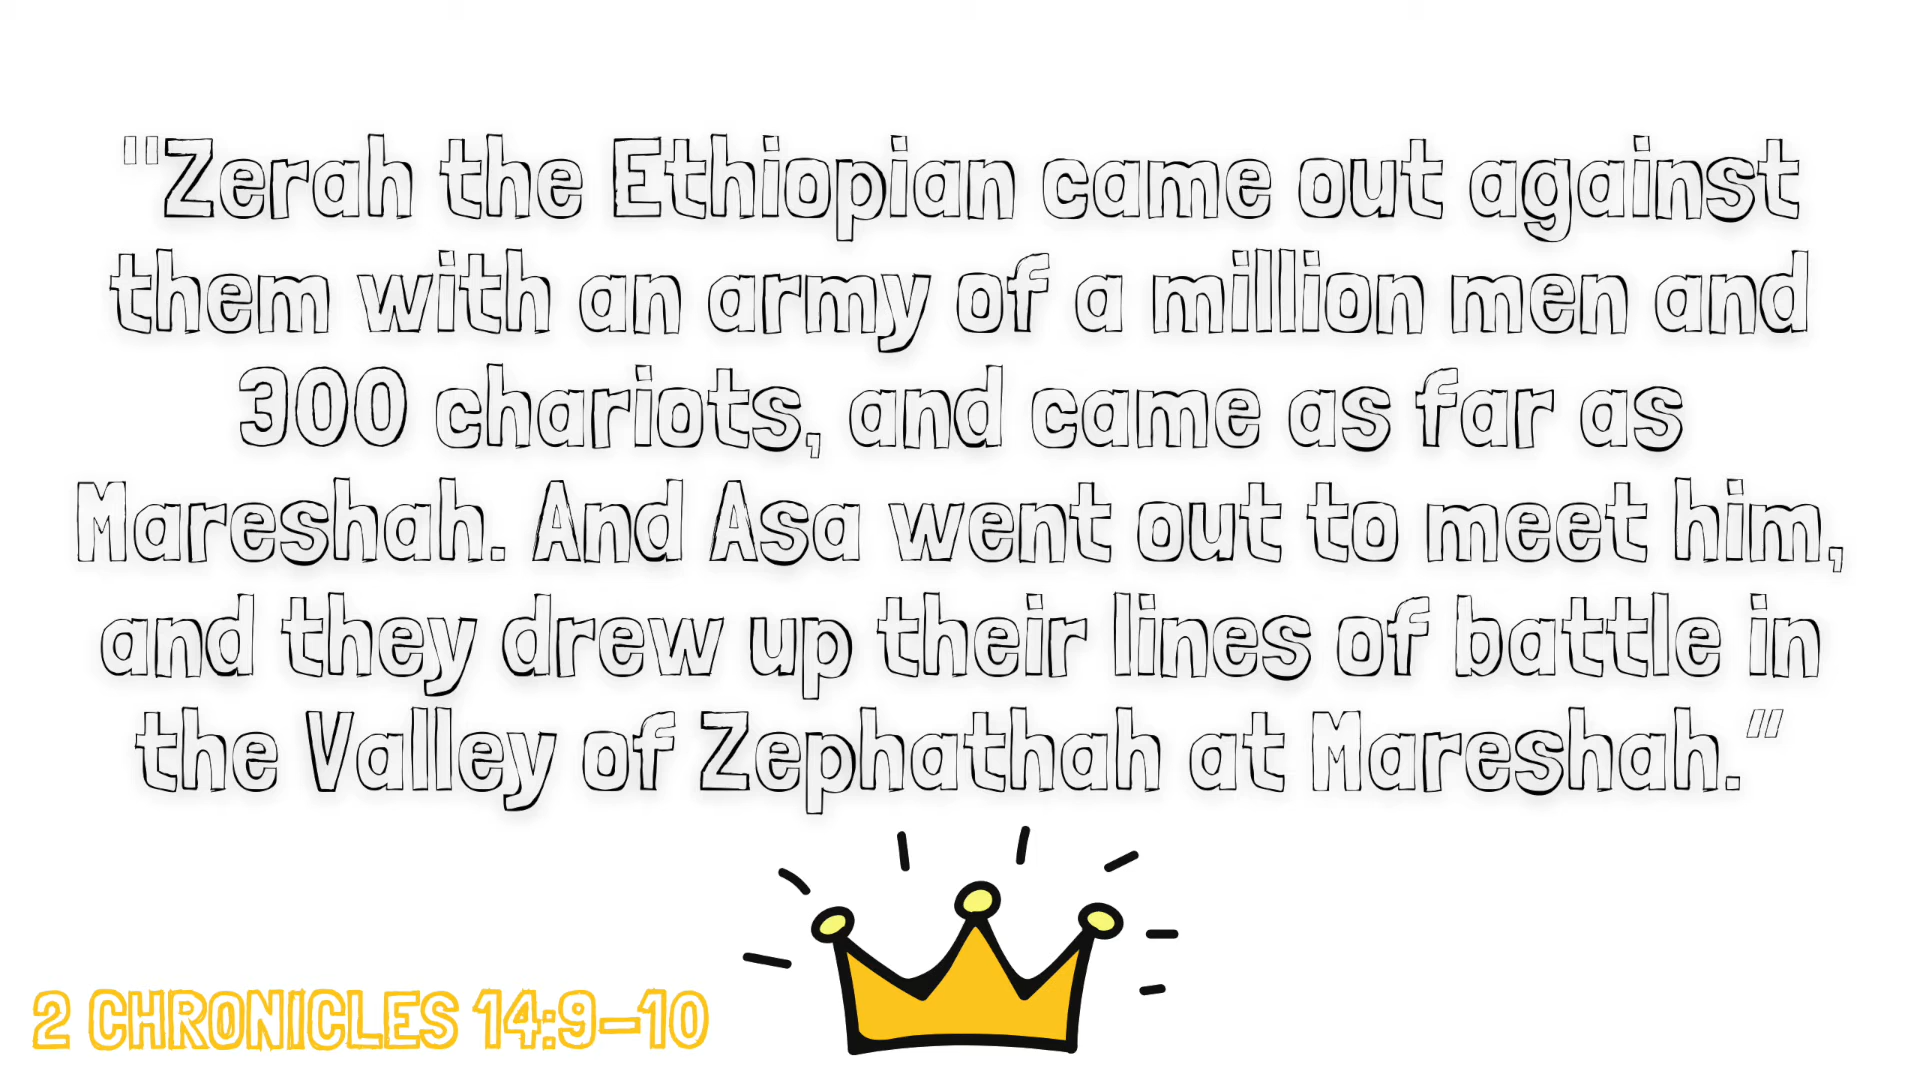 "Zerah the Ethiopian came out against
them with an army of a million men and
300 chariots, and came as far as
Mareshah. And Asa went out to meet him,
and they drew up their lines of battle in
the Valley of Zephathah at Mareshah."
2 CHRONICLES 14:9–10